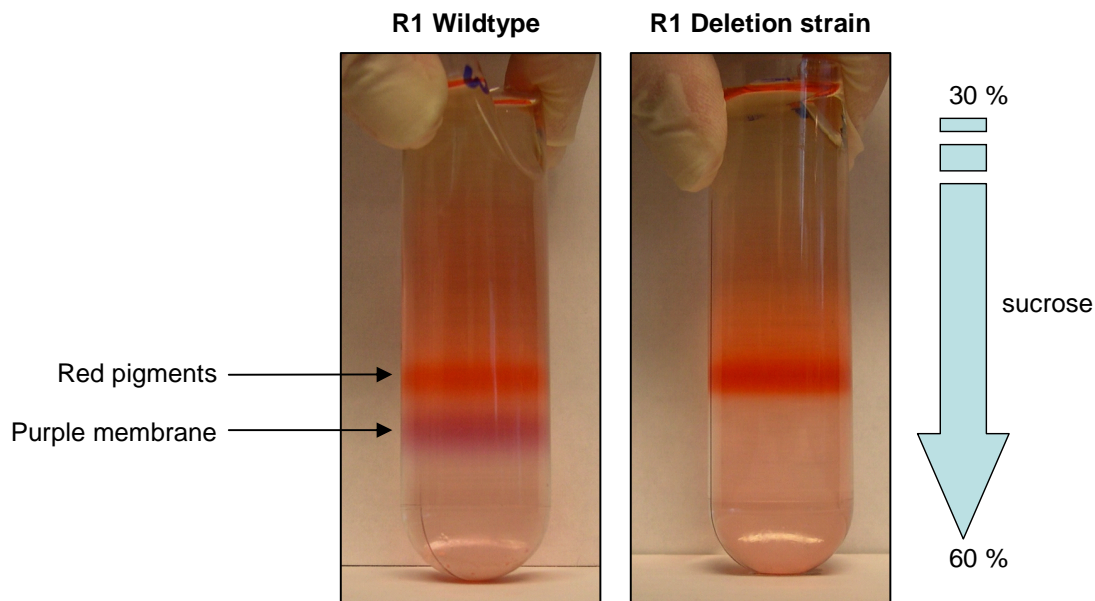 R1 Wildtype
R1 Deletion strain
30 %
sucrose
Red pigments
Purple membrane
60 %